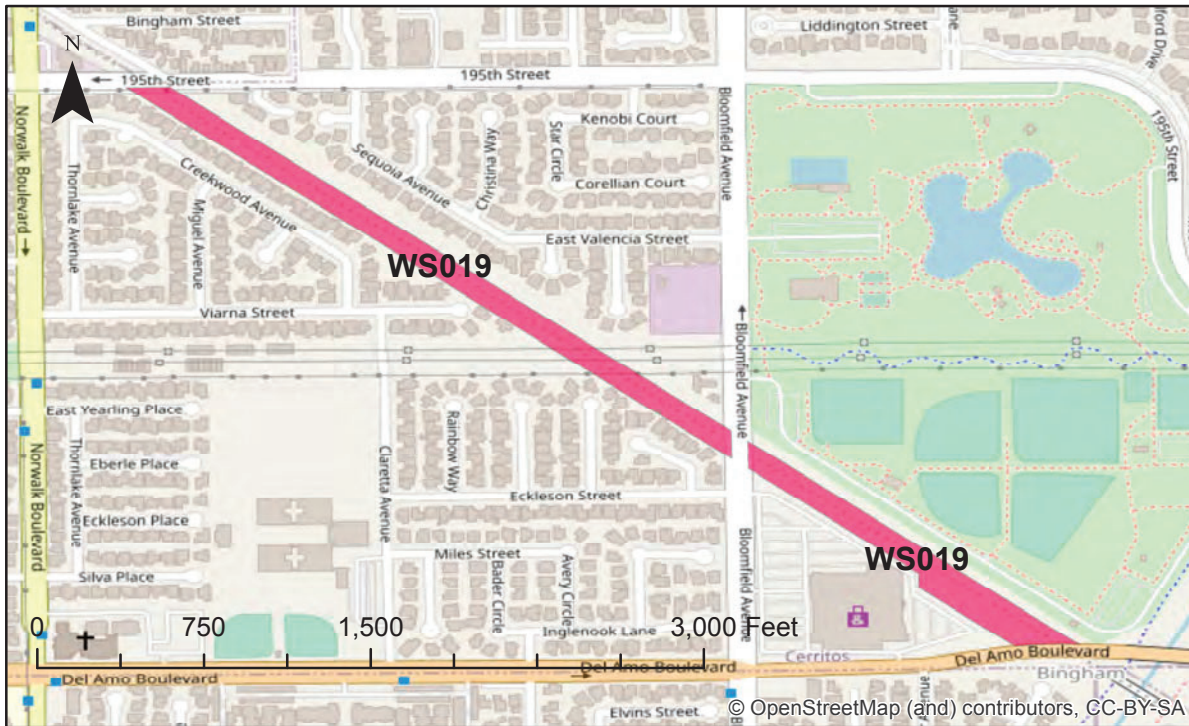 Bingham Street
Liddington Street
N
195th Street
195th Street
195th Street
Norwalk Boulevard
Thornlake Avenue
Creekwood Avenue
Miguel Avenue
Sequoia Avenue
Christina Way
Star Circle
Kenobi Court
Corellian Court
Bloomfield Avenue
East Valencia Street
WS019
Viarna Street
Bloomfield Avenue
East Yearling Place
Thornlake Avenue
Eberle Place
Rainbow Way
Claretta Avenue
Norwalk Boulevard
Eckleson Street
Eckleson Place
Miles Street
Bader Circle
Avery Circle
Bloomfield Avenue
WS019
Silva Place
0 750 1,500 3,000 Feet
Inglenook Lane
Cerritos
Del Amo Boulevard
Del Amo Boulevard
Del Amo Boulevard
Bingham
Elvins Street
© OpenStreetMap (and) contributors, CC-BY-SA